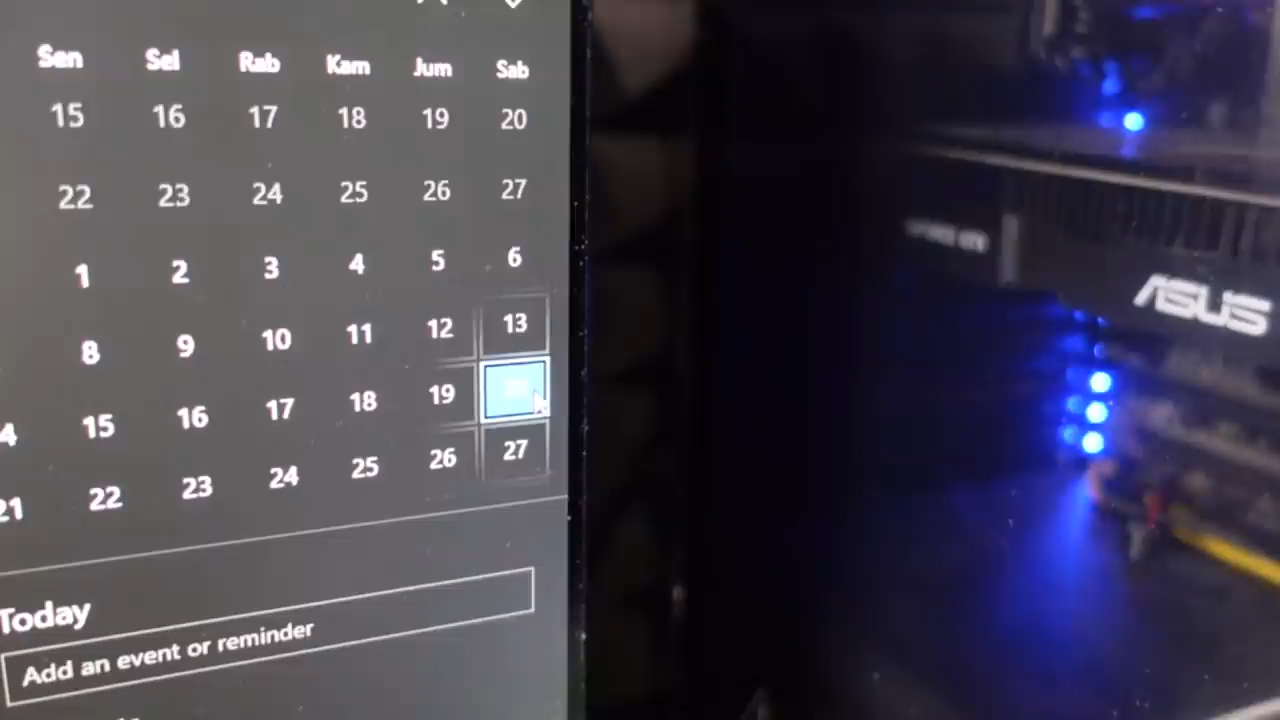 Sen Sel Rab Kam Jum Sab
15 16 17 18 19 20
22 23 24 25 26 27
1 2 3 4 5 6
8 9 10 11 12 13
4 15 16 17 18 19
21 22 23 24 25 26 27
Today
Add an event or reminder
ASUS